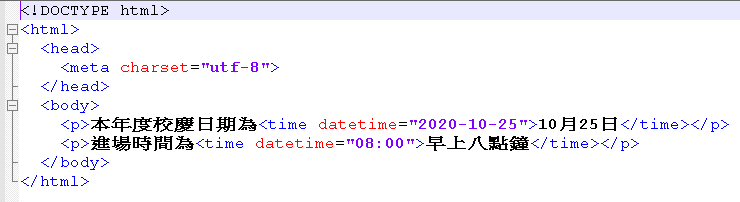 <!DOCTYPE html>
<html>
<head>
<meta charset="utf-8">
</head>
<body>
<p>本年度校慶日期為<time datetime="2020-10-25">10月25日</time></p>
<p>進場時間為<time datetime="08:00">早上八點鐘</time></p>
</body>
</html>